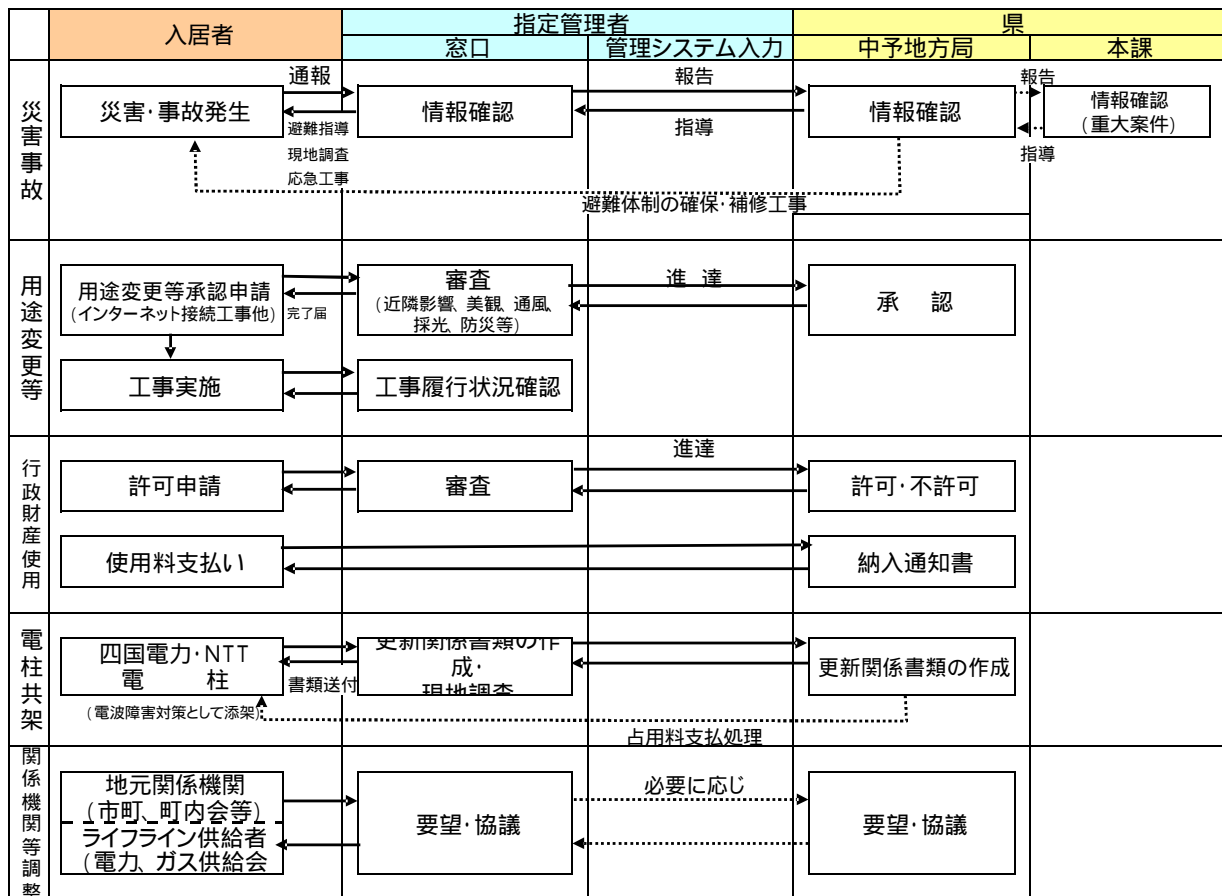 入居者
指定管理者
県
窓口
管理システム入力
中予地方局
本課
災害事故
災害・事故発生
通報
避難指導
現地調査
応急工事
情報確認
報告
指導
情報確認
報告
指導
情報確認
(重大案件)
避難体制の確保・補修工事
用途変更等
用途変更等承認申請
(インターネット接続工事他)
完了届
審査
(近隣影響、美観、通風、
採光、防災等)
進 達
承 認
工事実施
工事履行状況確認
行政財産使用
許可申請
審査
進達
許可・不許可
使用料支払い
納入通知書
電柱共架
四国電力・NTT
電 柱
(電波障害対策として添架)
書類送付
更新関係書類の作
成・
現地調査
更新関係書類の作成
占用料支払処理
関係機関等調整
地元関係機関
(市町、町内会等)
ライフライン供給者
(電力、ガス供給会
要望・協議
必要に応じ
要望・協議